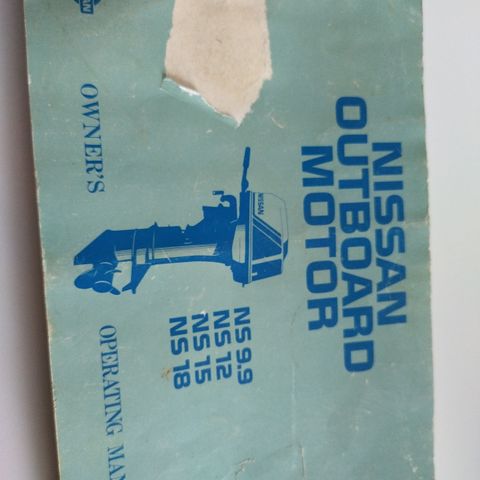 NISSAN
OUTBOARD
MOTOR
NISSAN
NS 9.9
NS 12
NS 15
NS 18
OWNER'S OPERATING